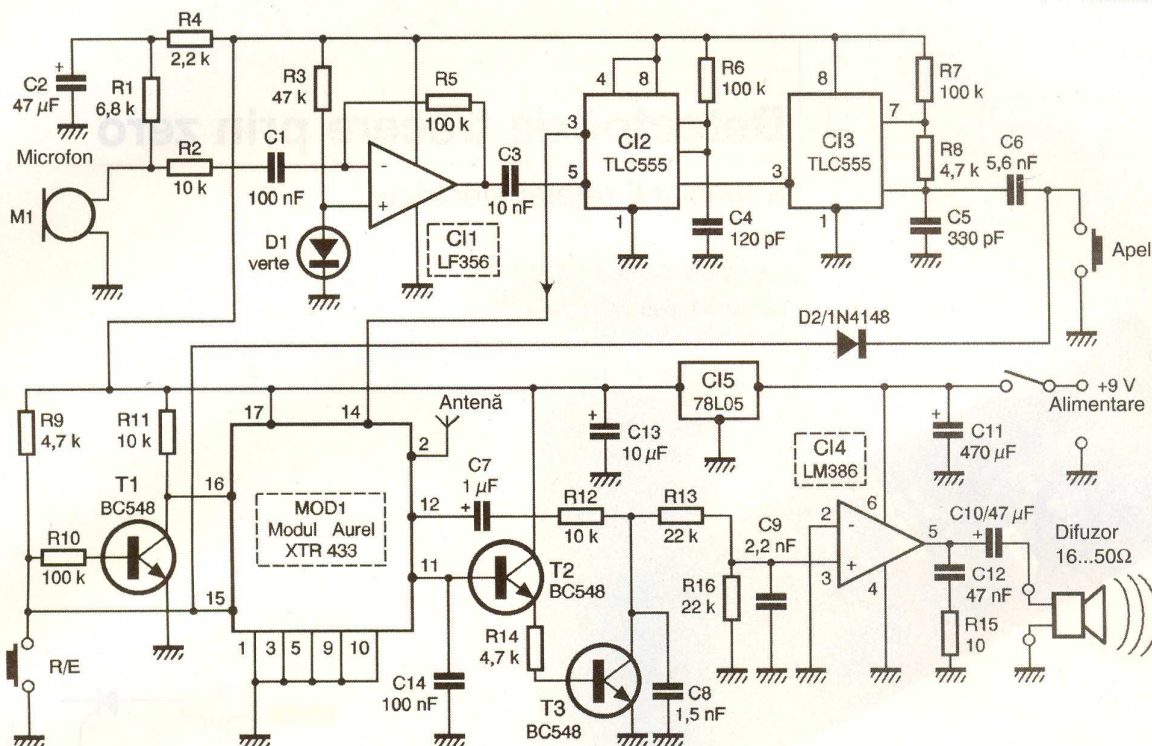 R4
2,2 k
C2
47 µF
+
R1
6,8 k
R3
47 k
R5
100 k
4
8
R6
100 k
8
R7
100 k
7
CI2
TLC555
3
5
1
CI3
TLC555
3
1
R8
4,7 k
C6
5,6 nF
Microfon
M1
R2
10 k
C1
100 nF
-
+
C3
10 nF
CI1
LF356
D1
verte
C4
120 pF
C5
330 pF
Apel
D2/1N4148
R9
4,7 k
R11
10 k
17
14
Antenă
2
+
C13
10 µF
CI5
78L05
+9 V
Alimentare
+
C11
470 µF
CI4
LM386
T1
BC548
16
MOD1
Modul Aurel
XTR 433
12
C7
1 µF
+
R12
10 k
R13
22 k
C9
2,2 nF
2
-
+
3
6
5
4
C10/47 µF
+
Difuzor
16...50Ω
C12
47 nF
R10
100 k
11
T2
BC548
R16
22 k
R15
10
15
1
3
5
9
10
R/E
R14
4,7 k
C14
100 nF
T3
BC548
C8
1,5 nF
Detector de trecere prin zero